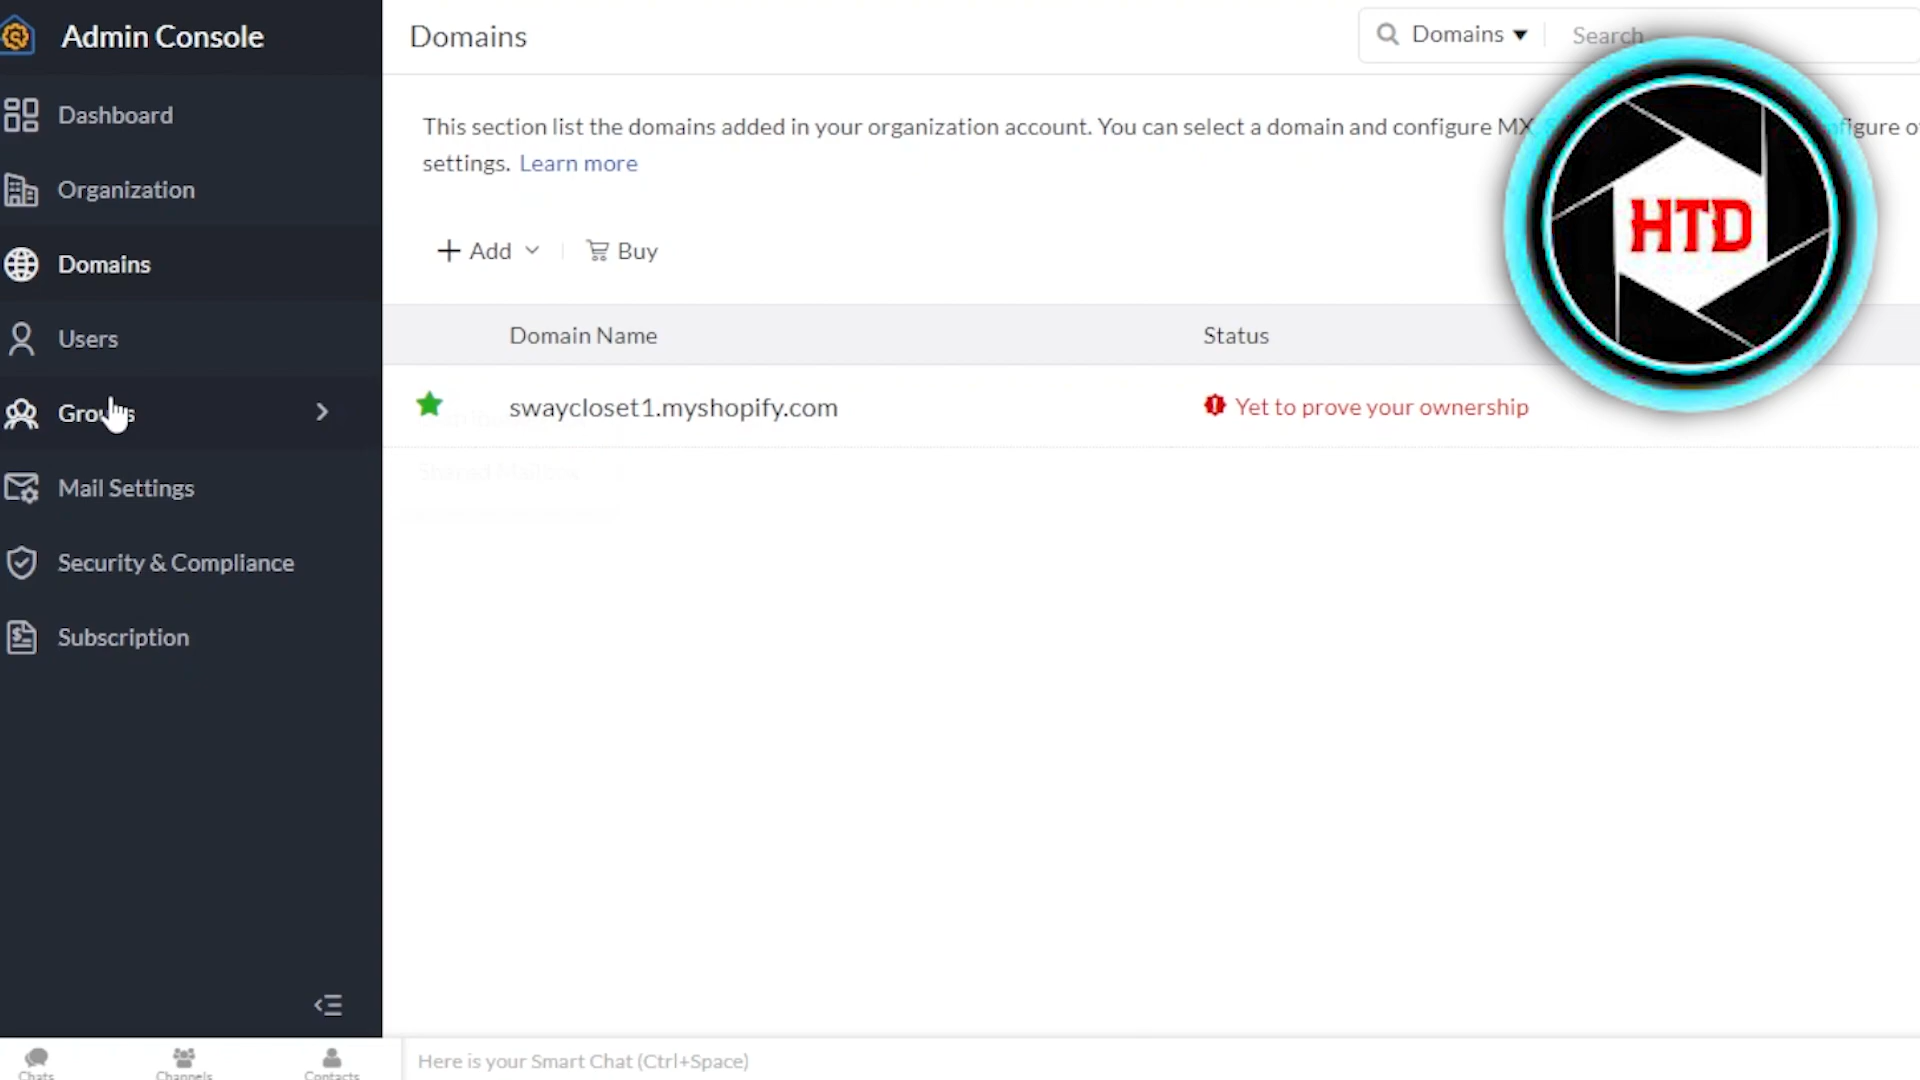 Admin Console
Domains
Domains
Search
Dashboard
This section list the domains added in your organization account. You can select a domain and configure MX
settings. Learn more
Organization
HTD
Domains
Add
Buy
Users
Domain Name
Status
Groups
swaycloset1.myshopify.com
Yet to prove your ownership
Shared Mailbox
Mail Settings
Security & Compliance
Subscription
Chats
Channels
Contacts
Here is your Smart Chat (Ctrl+Space)